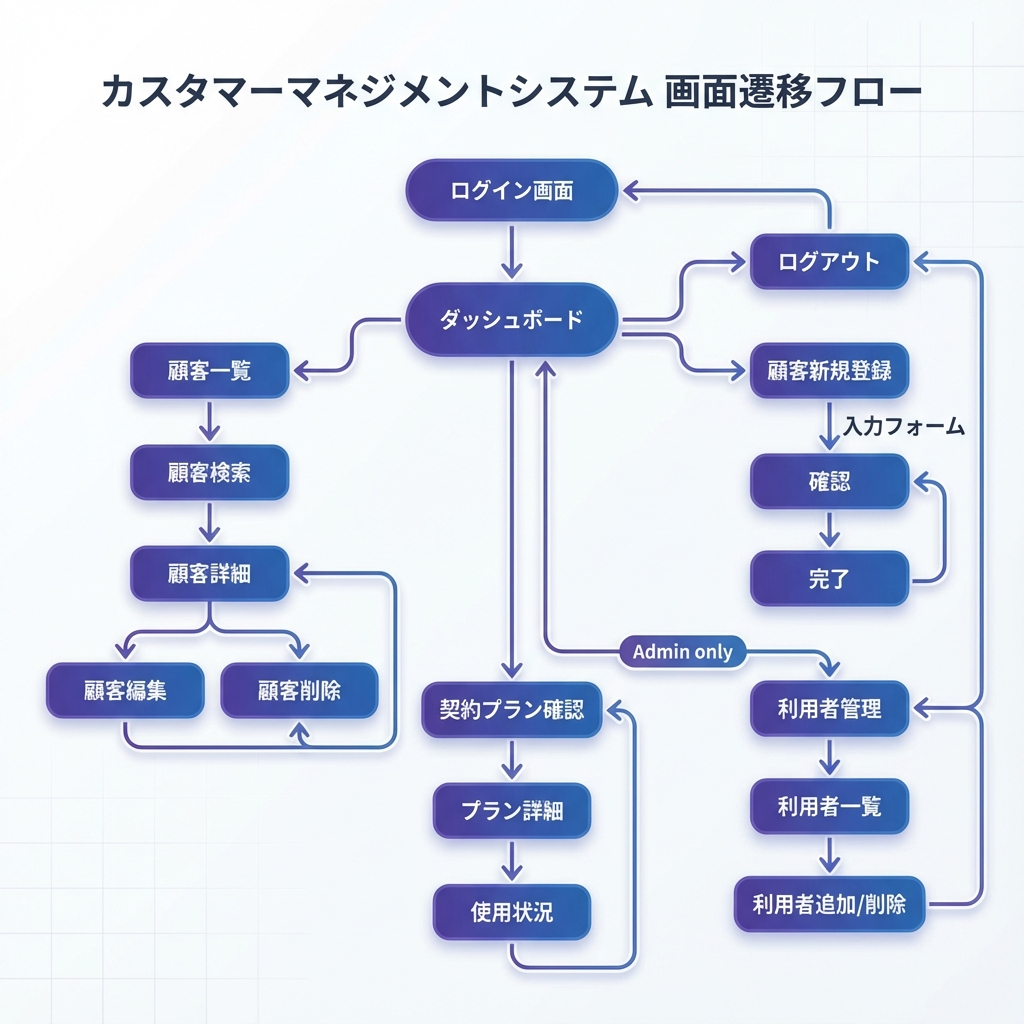 カスタマーマネジメントシステム 画面遷移フロー
ログイン画面
ログアウト
ダッシュボード
顧客一覧
顧客新規登録
入力フォーム
顧客検索
確認
顧客詳細
完了
Admin only
顧客編集
顧客削除
契約プラン確認
利用者管理
プラン詳細
利用者一覧
使用状況
利用者追加/削除